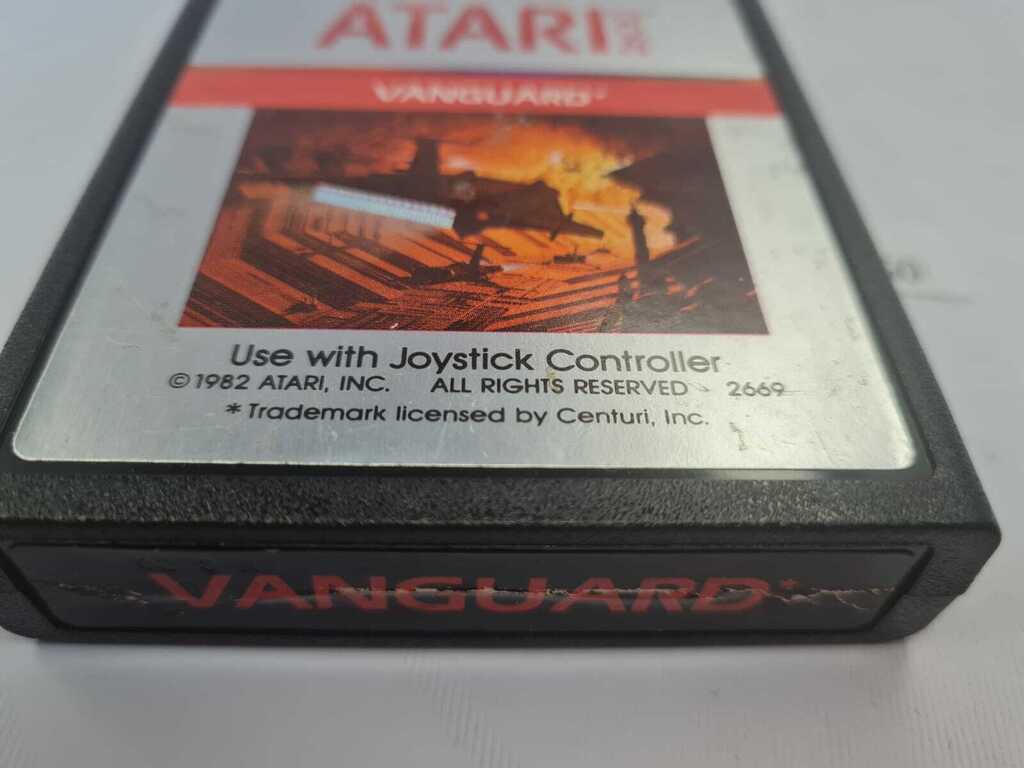 ATARI
VANGUARD*
Use with Joystick Controller
©1982 ATARI, INC. ALL RIGHTS RESERVED 2669
*Trademark licensed by Centuri, Inc.
VANGUARD*